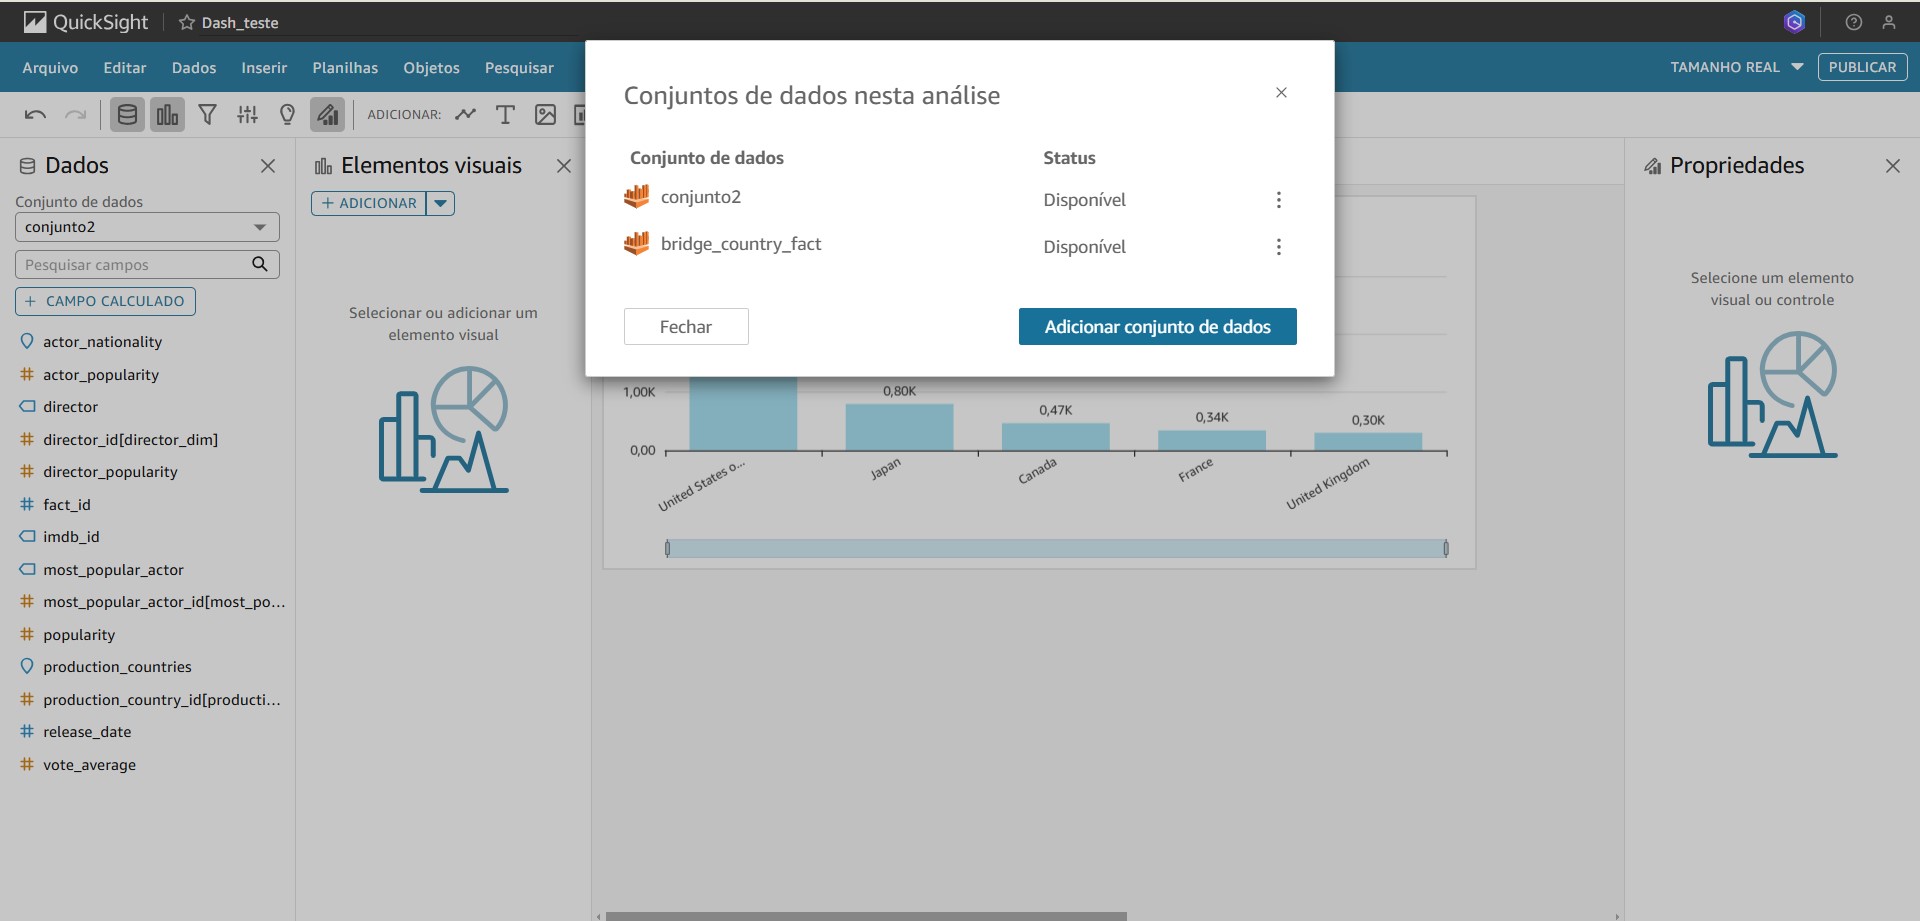 QuickSight
Dash_teste
Arquivo
Editar
Dados
Inserir
Planilhas
Objetos
Pesquisar
TAMANHO REAL
PUBLICAR
ADICIONAR:
Dados
Conjunto de dados
conjunto2
Pesquisar campos
+ CAMPO CALCULADO
actor_nationality
# actor_popularity
director
# director_id[director_dim]
# director_popularity
# fact_id
imdb_id
most_popular_actor
# most_popular_actor_id[most_po...
# popularity
production_countries
# production_country_id[producti...
# release_date
# vote_average
Elementos visuais
+ ADICIONAR
Selecionar ou adicionar um
elemento visual
Conjuntos de dados nesta análise
Conjunto de dados
Status
conjunto2
Disponível
bridge_country_fact
Disponível
Fechar
Adicionar conjunto de dados
1,00K
0,00
0,80K
0,47K
0,34K
0,30K
United States o...
Japan
Canada
France
United Kingdom
Propriedades
Selecione um elemento
visual ou controle